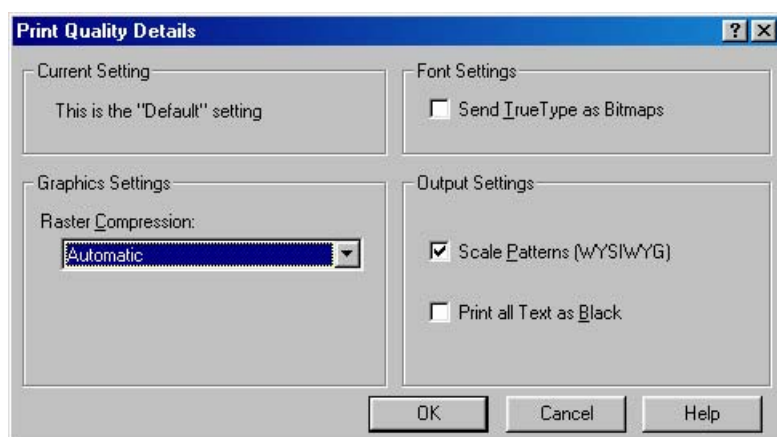 Print Quality Details
Current Setting
This is the "Default" setting
Font Settings
Send TrueType as Bitmaps
Graphics Settings
Raster Compression:
Automatic
Output Settings
Scale Patterns (WYSIWYG)
Print all Text as Black
OK
Cancel
Help